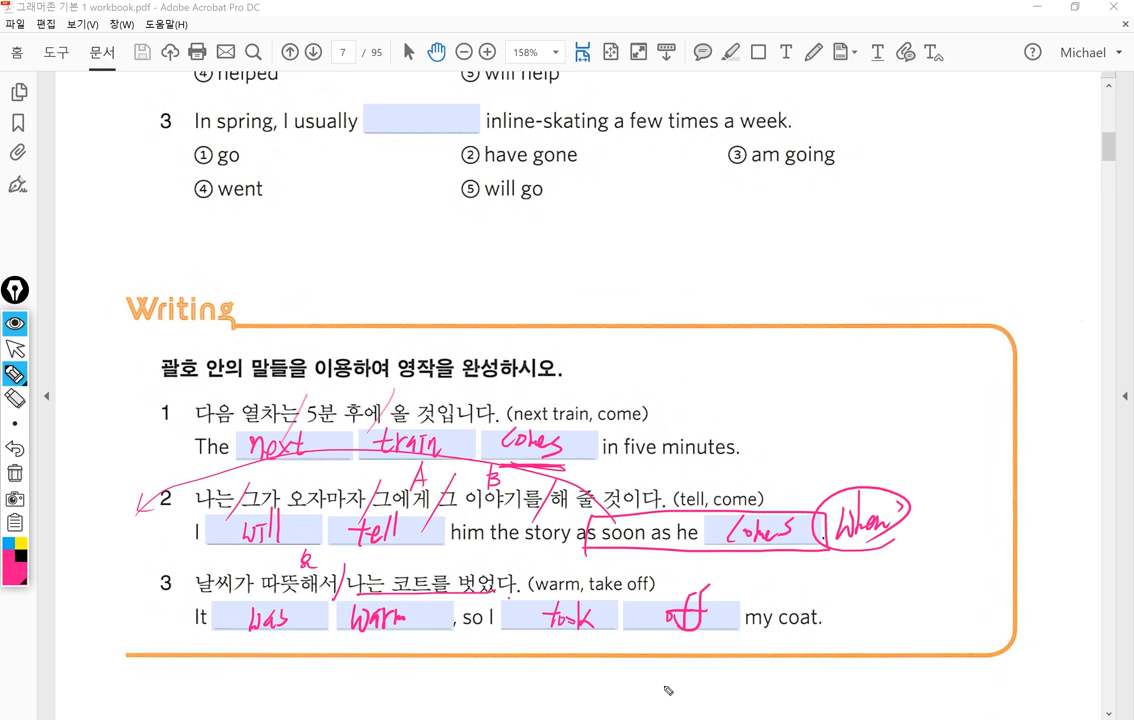 그래머존 기본 1 workbook.pdf - Adobe Acrobat Pro DC
파일 편집 보기(V) 창(W) 도움말(H)
홈 도구 문서 7 / 95 158% Michael
④ helped ⑤ will help
3 In spring, I usually inline-skating a few times a week.
① go ② have gone ③ am going
④ went ⑤ will go
Writing
괄호 안의 말들을 이용하여 영작을 완성하시오.
1 다음 열차는 5분 후에 올 것입니다. (next train, come)
The next train comes in five minutes.
A B
2 나는 그가 오자마자 그에게 그 이야기를 해 줄 것이다. (tell, come)
I will tell him the story as soon as he comes. When?
3 날씨가 따뜻해서 나는 코트를 벗었다. (warm, take off)
It was warm, so I took off my coat.